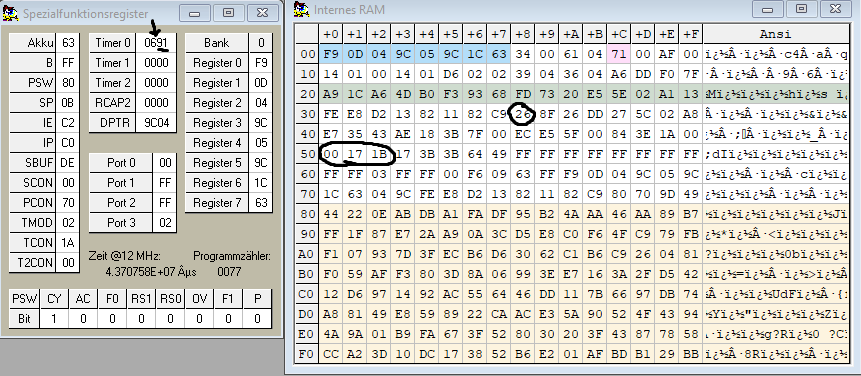 Spezialfunktionsregister
Akku 63 Timer 0 0691 Bank 0
B FF Timer 1 0000 Register 0 F9
PSW 80 Timer 2 0000 Register 1 0D
SP 0B RCAP2 0000 Register 2 04
IE C2 DPTR 9C04 Register 3 9C
IP C0 Register 4 05
SBUF DE Port 0 00 Register 5 9C
SCON 00 Port 1 FF Register 6 1C
PCON 70 Port 2 FF Register 7 63
TMOD 02 Port 3 02
TCON 1A Zeit @12 MHz: Programmzähler:
T2CON 00 4.370758E+07 Âµs 0077
PSW CY AC F0 RS1 RS0 OV F1 P
Bit 1 0 0 0 0 0 0 0
Internes RAM
+0 +1 +2 +3 +4 +5 +6 +7 +8 +9 +A +B +C +D +E +F Ansi
00 F9 0D 04 9C 05 9C 1C 63 34 00 61 04 71 00 AF 00
10 14 01 00 14 01 D6 02 02 39 04 36 04 A6 DD F0 7F
20 A9 1C A6 4D B0 F3 93 68 FD 73 20 E5 5E 02 A1 13
30 FE E8 D2 13 82 11 82 C9 26 8F 26 DD 27 5C 02 A8
40 E7 35 43 AE 18 3B 7F 00 EC E5 5F 00 84 3E 1A 00
50 00 17 1B 17 3B 3B 64 49 FF FF FF FF FF FF FF FF
60 FF FF 03 FF FF 00 F6 09 63 FF F9 0D 04 9C 05 9C
70 1C 63 04 9C FE E8 D2 13 82 11 82 C9 80 70 9D 49
80 44 22 0E AB DB A1 FA DF 95 B2 4A AA 46 AA 89 B7
90 FF 1F 87 E7 2A A9 0A 3C D5 E8 C0 F6 4F C9 79 FB
A0 F1 07 93 7D 3F EC B6 D6 30 62 C1 B6 C9 26 04 81
B0 F0 59 AF F3 80 3D 8A 06 99 3E E7 16 3A 2F D5 42
C0 12 D6 97 14 92 AC 55 64 46 DD 11 7B 66 97 DB 74
D0 A8 81 49 E8 59 89 22 CA AC E3 5A 90 52 4F 43 94
E0 4A 9A 01 B9 FA 67 3F 52 80 30 20 3F 43 87 78 C5
F0 CC A2 3D 10 DC 17 38 52 B6 E2 01 AF BD B1 29 BB